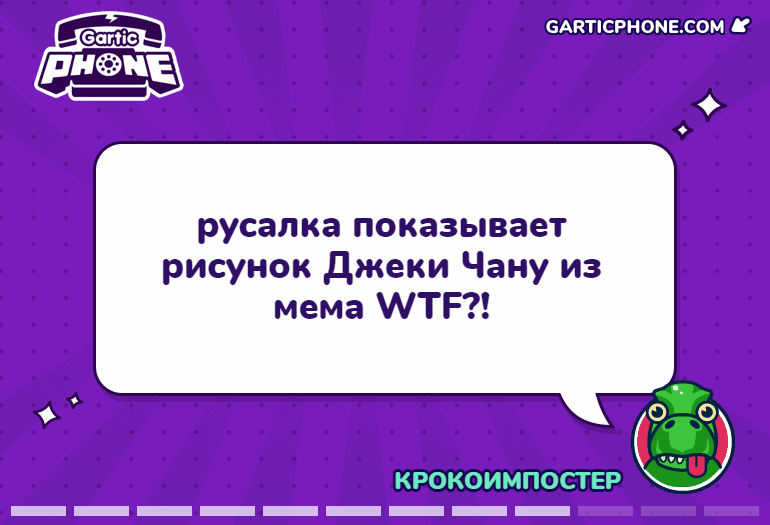 Gartic
PHONE
GARTICPHONE.COM
русалка показывает
рисунок Джеки Чану из
мема WTF?!
КРОКОИМПОСТЕР